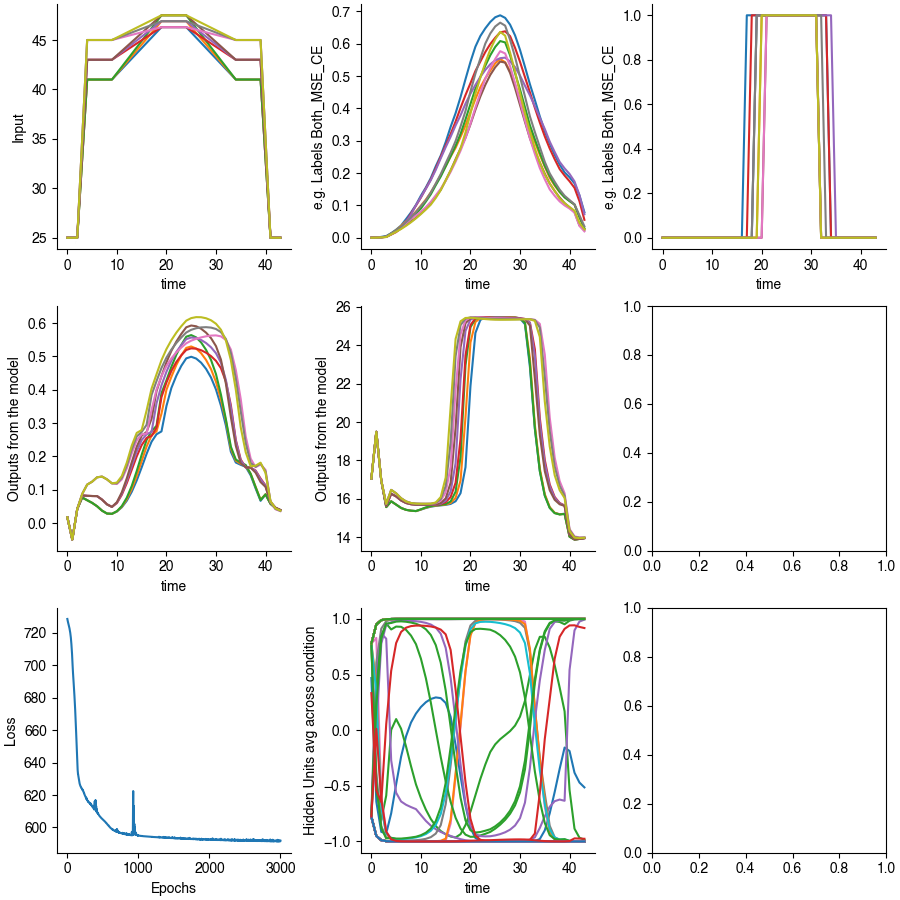 45
40
35
30
25
Input
0 10 20 30 40
time
0.7
0.6
0.5
0.4
0.3
0.2
0.1
0.0
e.g. Labels Both_MSE_CE
0 10 20 30 40
time
1.0
0.8
0.6
0.4
0.2
0.0
e.g. Labels Both_MSE_CE
0 10 20 30 40
time
0.6
0.5
0.4
0.3
0.2
0.1
0.0
Outputs from the model
0 10 20 30 40
time
26
24
22
20
18
16
14
Outputs from the model
0 10 20 30 40
time
1.0
0.8
0.6
0.4
0.2
0.0
0.0 0.2 0.4 0.6 0.8 1.0
720
700
680
660
640
620
600
Loss
0 1000 2000 3000
Epochs
1.0
0.5
0.0
−0.5
−1.0
Hidden Units avg across condition
0 10 20 30 40
time
1.0
0.8
0.6
0.4
0.2
0.0
0.0 0.2 0.4 0.6 0.8 1.0